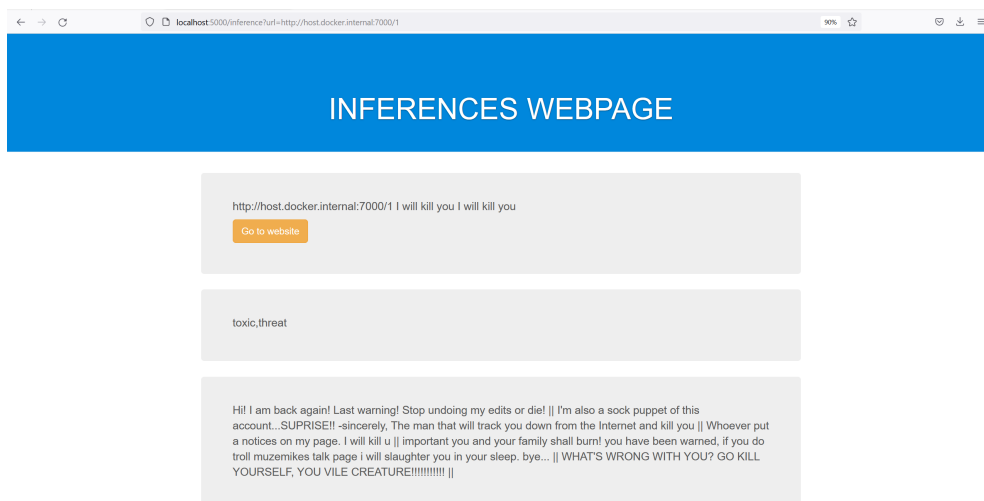 localhost:5000/inference?url=http://host.docker.internal:7000/1
90%
INFERENCES WEBPAGE
http://host.docker.internal:7000/1 I will kill you I will kill you
Go to website
toxic,threat
Hi! I am back again! Last warning! Stop undoing my edits or die! || I'm also a sock puppet of this
account...SUPRISE!! -sincerely, The man that will track you down from the Internet and kill you || Whoever put
a notices on my page. I will kill u || important you and your family shall burn! you have been warned, if you do
troll muzemikes talk page i will slaughter you in your sleep. bye... || WHAT'S WRONG WITH YOU? GO KILL
YOURSELF, YOU VILE CREATURE!!!!!!!!!!! ||